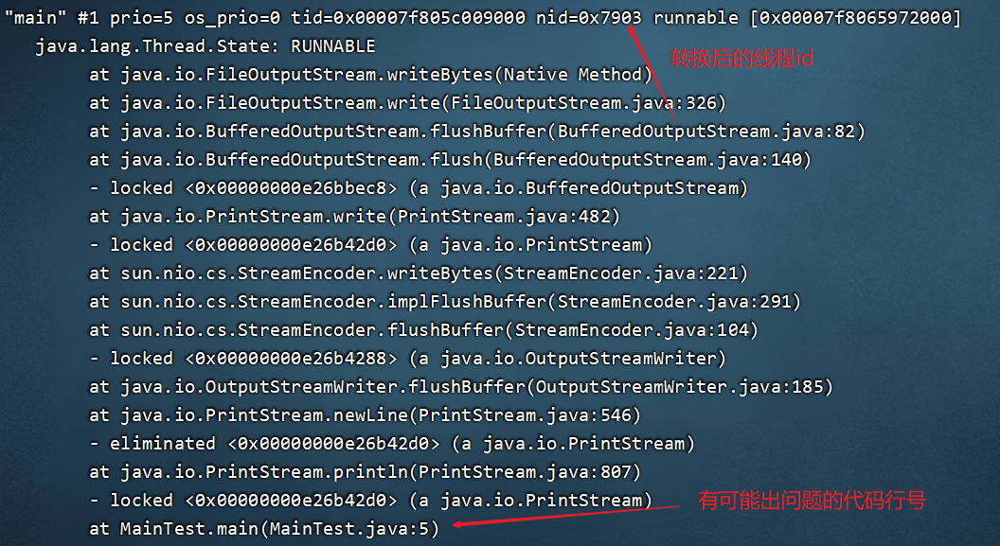 "main" #1 prio=5 os_prio=0 tid=0x00007f805c009000 nid=0x7903 runnable [0x00007f8065972000]
java.lang.Thread.State: RUNNABLE
转换后的线程id
at java.io.FileOutputStream.writeBytes(Native Method)
at java.io.FileOutputStream.write(FileOutputStream.java:326)
at java.io.BufferedOutputStream.flushBuffer(BufferedOutputStream.java:82)
at java.io.BufferedOutputStream.flush(BufferedOutputStream.java:140)
- locked <0x00000000e26bbec8> (a java.io.BufferedOutputStream)
at java.io.PrintStream.write(PrintStream.java:482)
- locked <0x00000000e26b42d0> (a java.io.PrintStream)
at sun.nio.cs.StreamEncoder.writeBytes(StreamEncoder.java:221)
at sun.nio.cs.StreamEncoder.implFlushBuffer(StreamEncoder.java:291)
at sun.nio.cs.StreamEncoder.flushBuffer(StreamEncoder.java:104)
- locked <0x00000000e26b4288> (a java.io.OutputStreamWriter)
at java.io.OutputStreamWriter.flushBuffer(OutputStreamWriter.java:185)
at java.io.PrintStream.newLine(PrintStream.java:546)
- eliminated <0x00000000e26b42d0> (a java.io.PrintStream)
at java.io.PrintStream.println(PrintStream.java:807)
- locked <0x00000000e26b42d0> (a java.io.PrintStream)
有可能出问题的代码行号
at MainTest.main(MainTest.java:5)